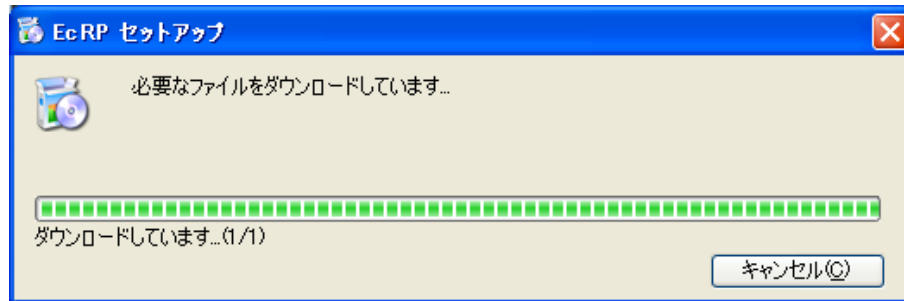 EcRP セットアップ
必要なファイルをダウンロードしています...
ダウンロードしています...(1/1)
キャンセル(C)